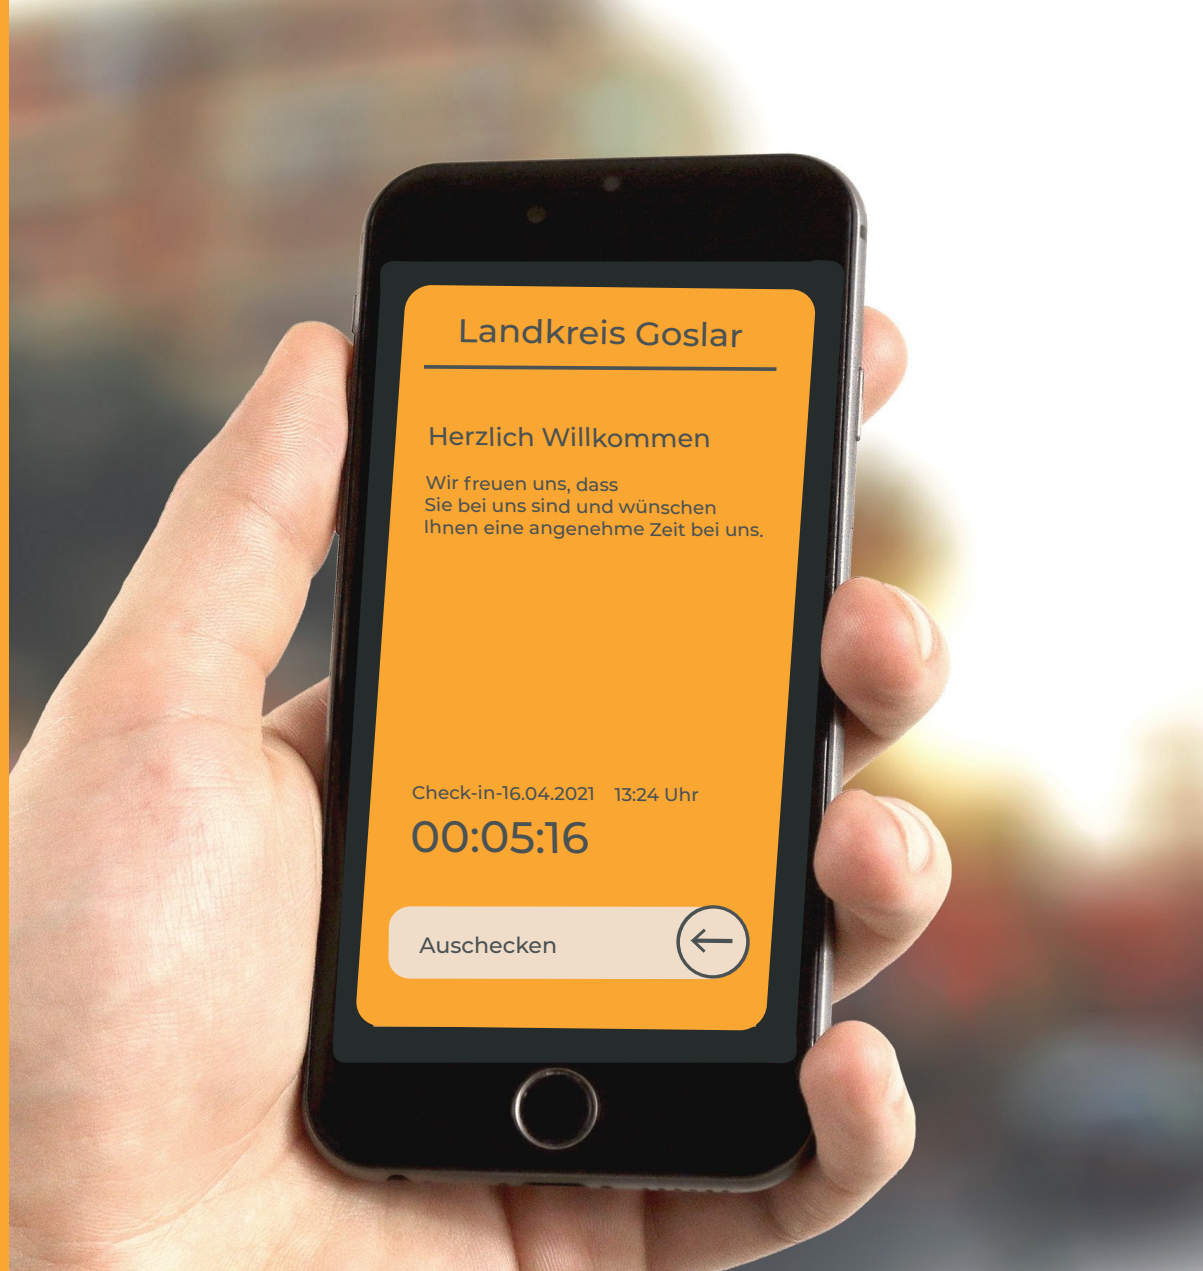 Landkreis Goslar
Herzlich Willkommen
Wir freuen uns, dass
Sie bei uns sind und wünschen
Ihnen eine angenehme Zeit bei uns.
Check-in-16.04.2021 13:24 Uhr
00:05:16
Auschecken